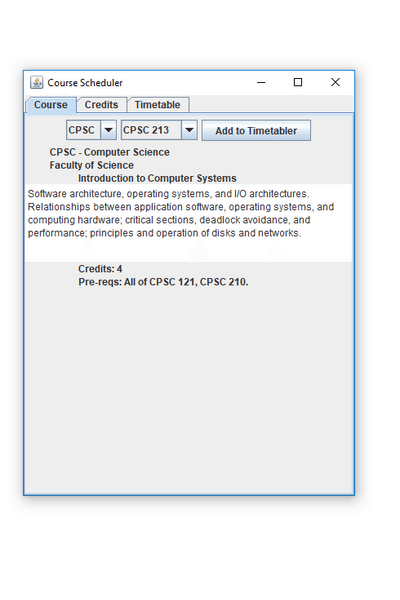 Course Scheduler
Course Credits Timetable
CPSC CPSC 213 Add to Timetabler
CPSC - Computer Science
Faculty of Science
Introduction to Computer Systems
Software architecture, operating systems, and I/O architectures.
Relationships between application software, operating systems, and
computing hardware; critical sections, deadlock avoidance, and
performance; principles and operation of disks and networks.
Credits: 4
Pre-reqs: All of CPSC 121, CPSC 210.